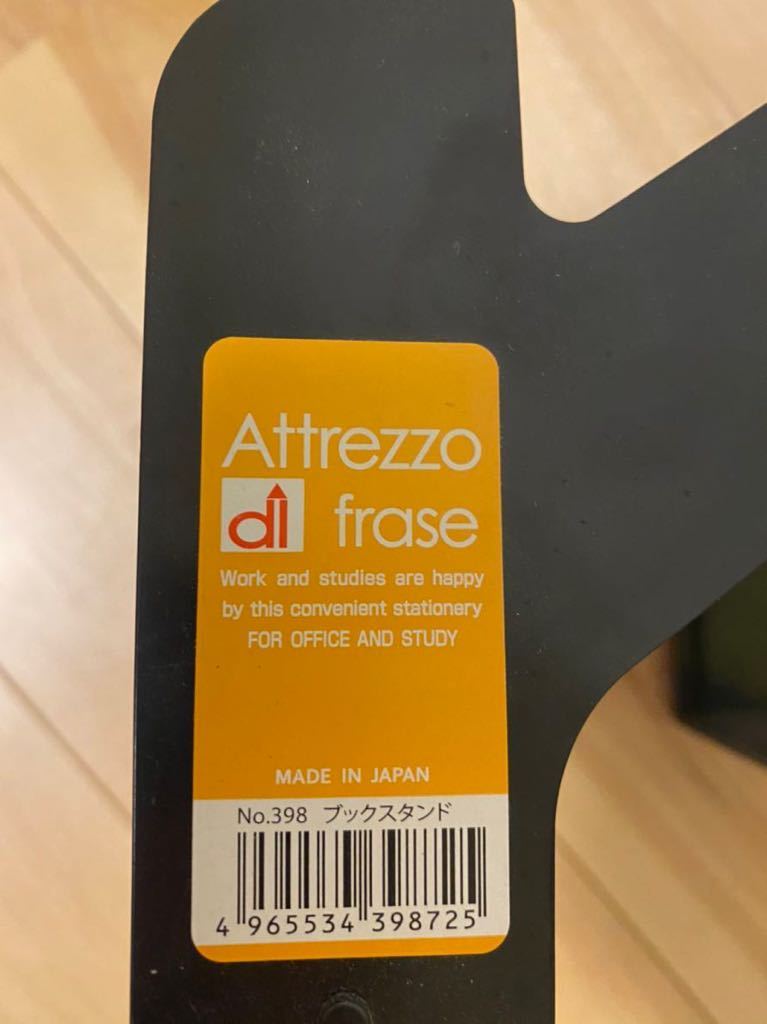 Attrezzo
di frase
Work and studies are happy
by this convenient stationery
FOR OFFICE AND STUDY
MADE IN JAPAN
No.398 ブックスタンド
4 965534 398725